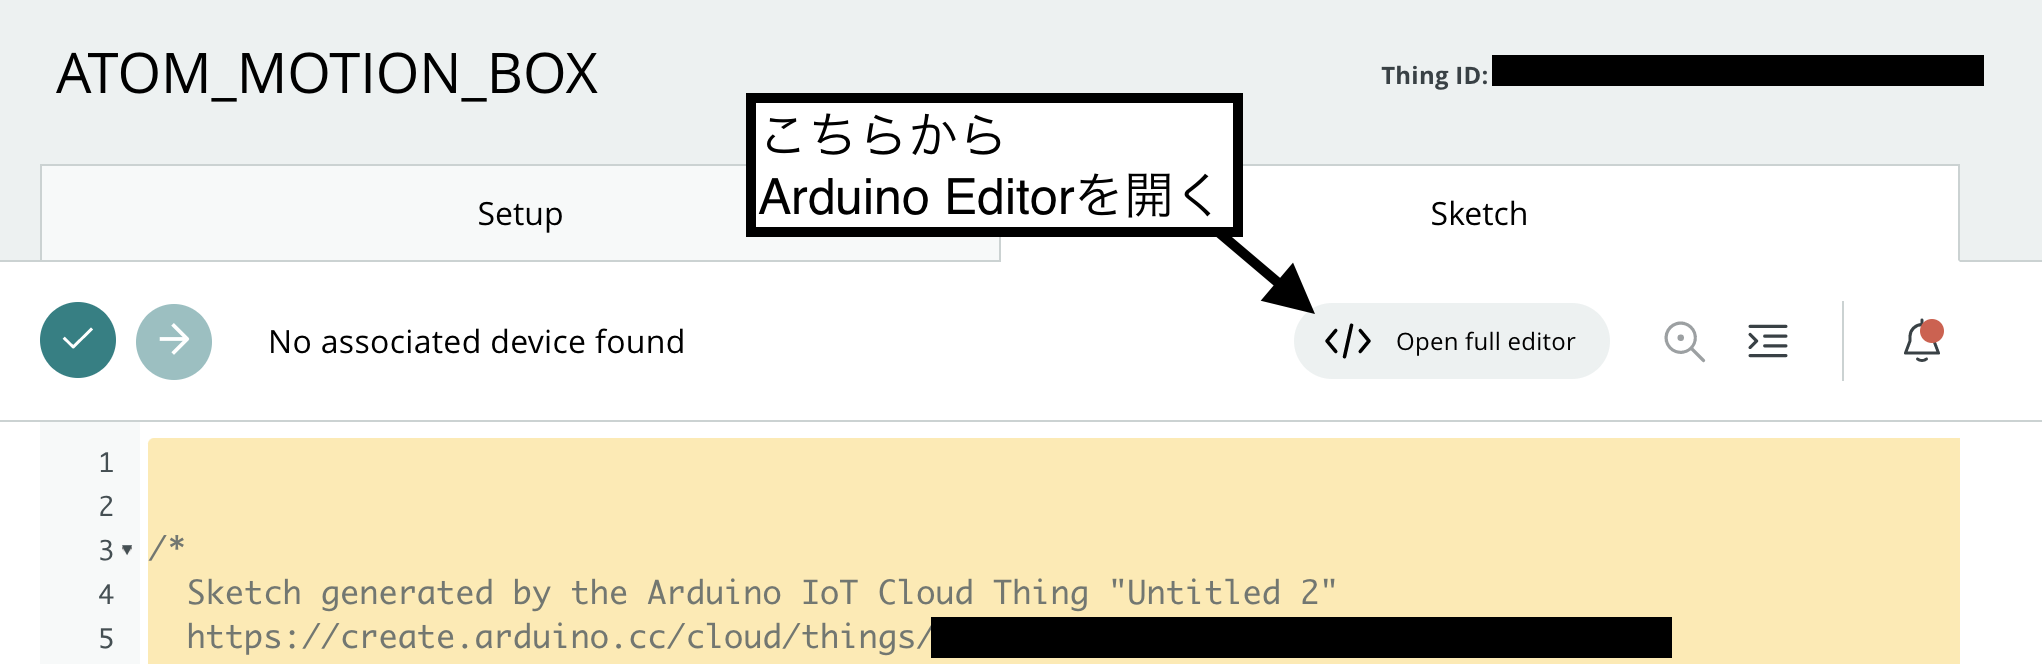 ATOM_MOTION_BOX
Thing ID:
こちらから
Arduino Editorを開く
Setup
Sketch
No associated device found
</> Open full editor
1
2
3 /*
4 Sketch generated by the Arduino IoT Cloud Thing "Untitled 2"
5 https://create.arduino.cc/cloud/things/